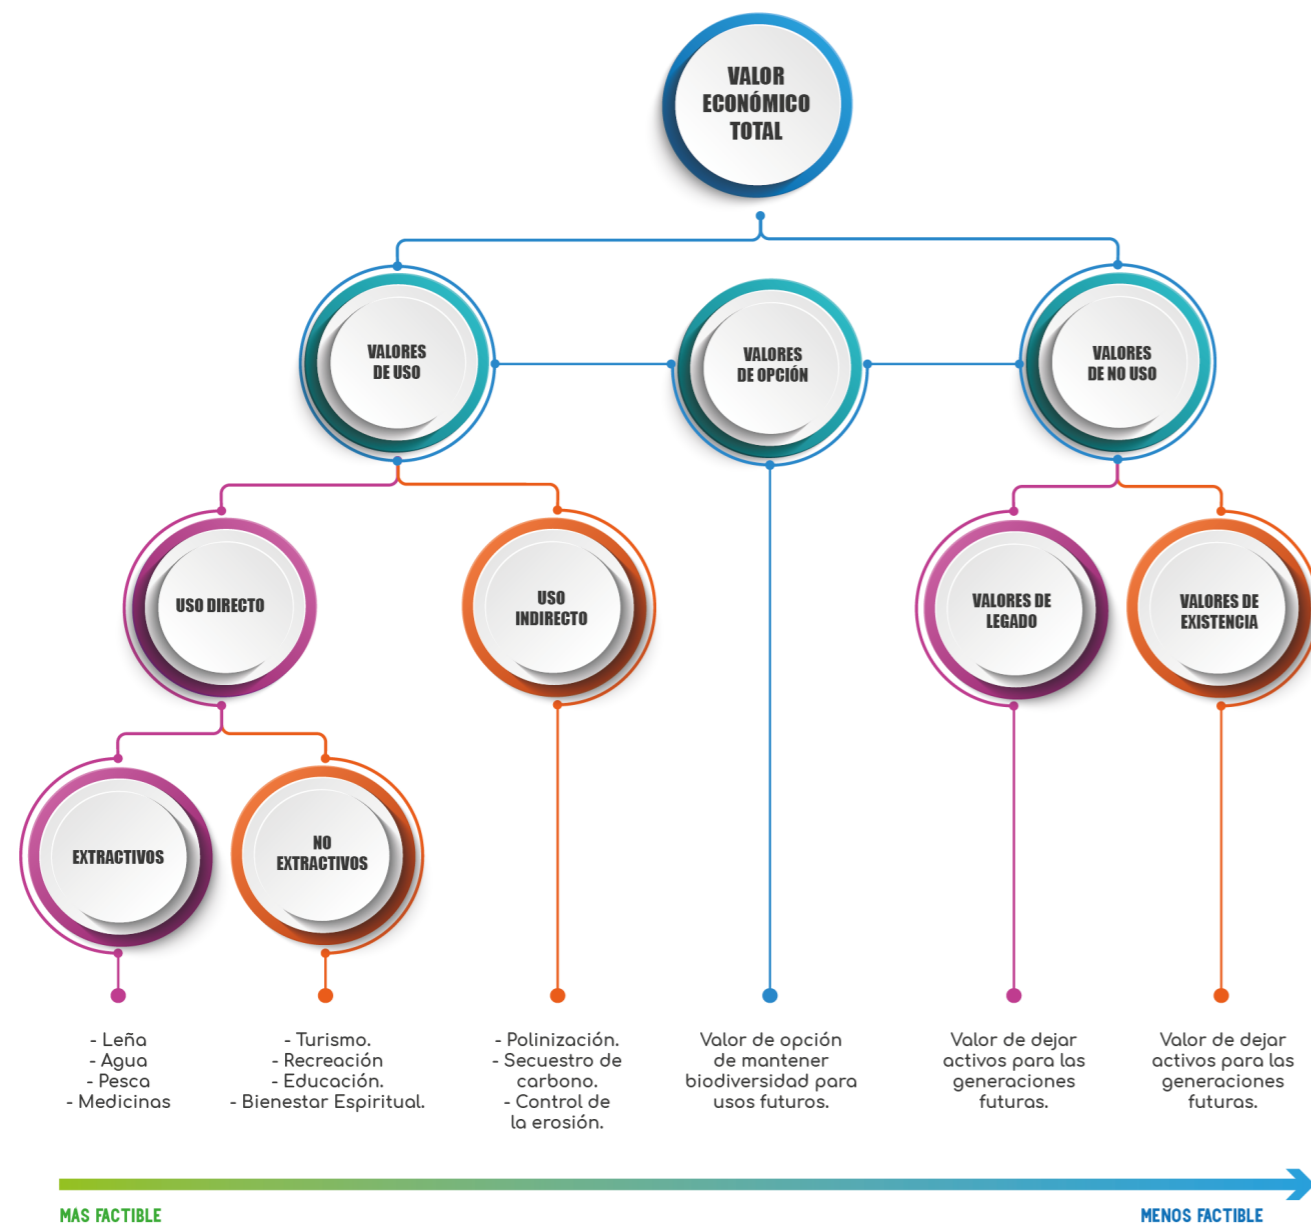 VALOR
ECONÓMICO
TOTAL
VALORES
DE USO
VALORES
DE OPCIÓN
VALORES
DE NO USO
USO DIRECTO
USO
INDIRECTO
VALORES DE
LEGADO
VALORES DE
EXISTENCIA
EXTRACTIVOS
NO
EXTRACTIVOS
- Leña
- Agua
- Pesca
- Medicinas
- Turismo.
- Recreación
- Educación.
- Bienestar Espiritual.
- Polinización.
- Secuestro de
carbono.
- Control de
la erosión.
Valor de opción
de mantener
biodiversidad para
usos futuros.
Valor de dejar
activos para las
generaciones
futuras.
Valor de dejar
activos para las
generaciones
futuras.
MAS FACTIBLE
MENOS FACTIBLE